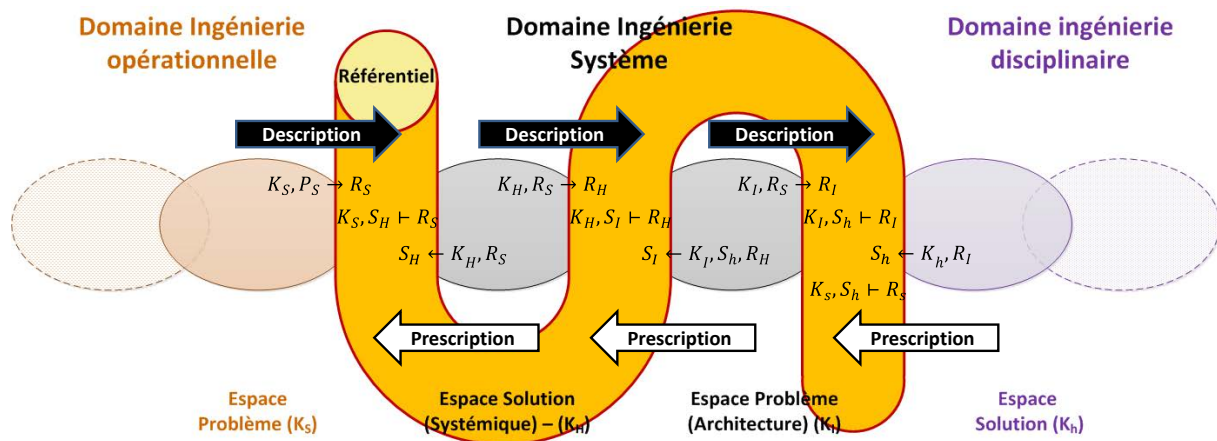 Domaine Ingénierie
opérationnelle
Domaine Ingénierie
Système
Domaine ingénierie
disciplinaire
Référentiel
Description
Description
Description
K_S, P_S → R_S
K_H, R_S → R_H
K_I, R_S → R_I
K_S, S_H ⊢ R_S
K_H, S_I ⊢ R_H
K_I, S_h ⊢ R_I
S_H ← K_H, R_S
S_I ← K_I, S_h, R_H
S_h ← K_h, R_I
K_s, S_h ⊢ R_s
Prescription
Prescription
Prescription
Espace
Problème (K_S)
Espace Solution
(Systémique) – (K_H)
Espace Problème
(Architecture) (K_I)
Espace
Solution (K_h)